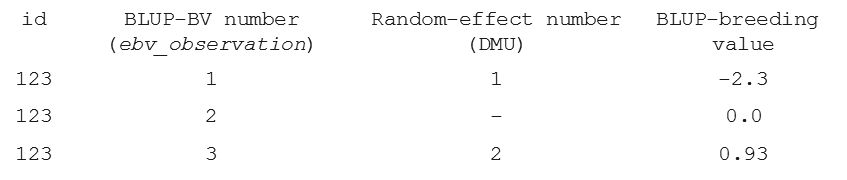 id BLUP-BV number Random-effect number BLUP-breeding
(ebv_observation) (DMU) value
123 1 1 -2.3
123 2 - 0.0
123 3 2 0.93